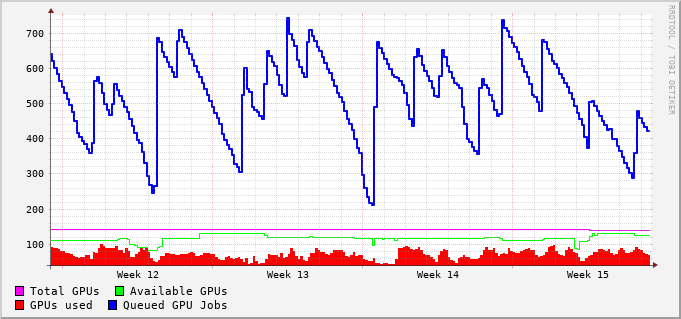 700
600
500
400
300
200
100
Week 12 Week 13 Week 14 Week 15
Total GPUs Available GPUs
GPUs used Queued GPU Jobs
RRDTOOL / TOBI OETIKER